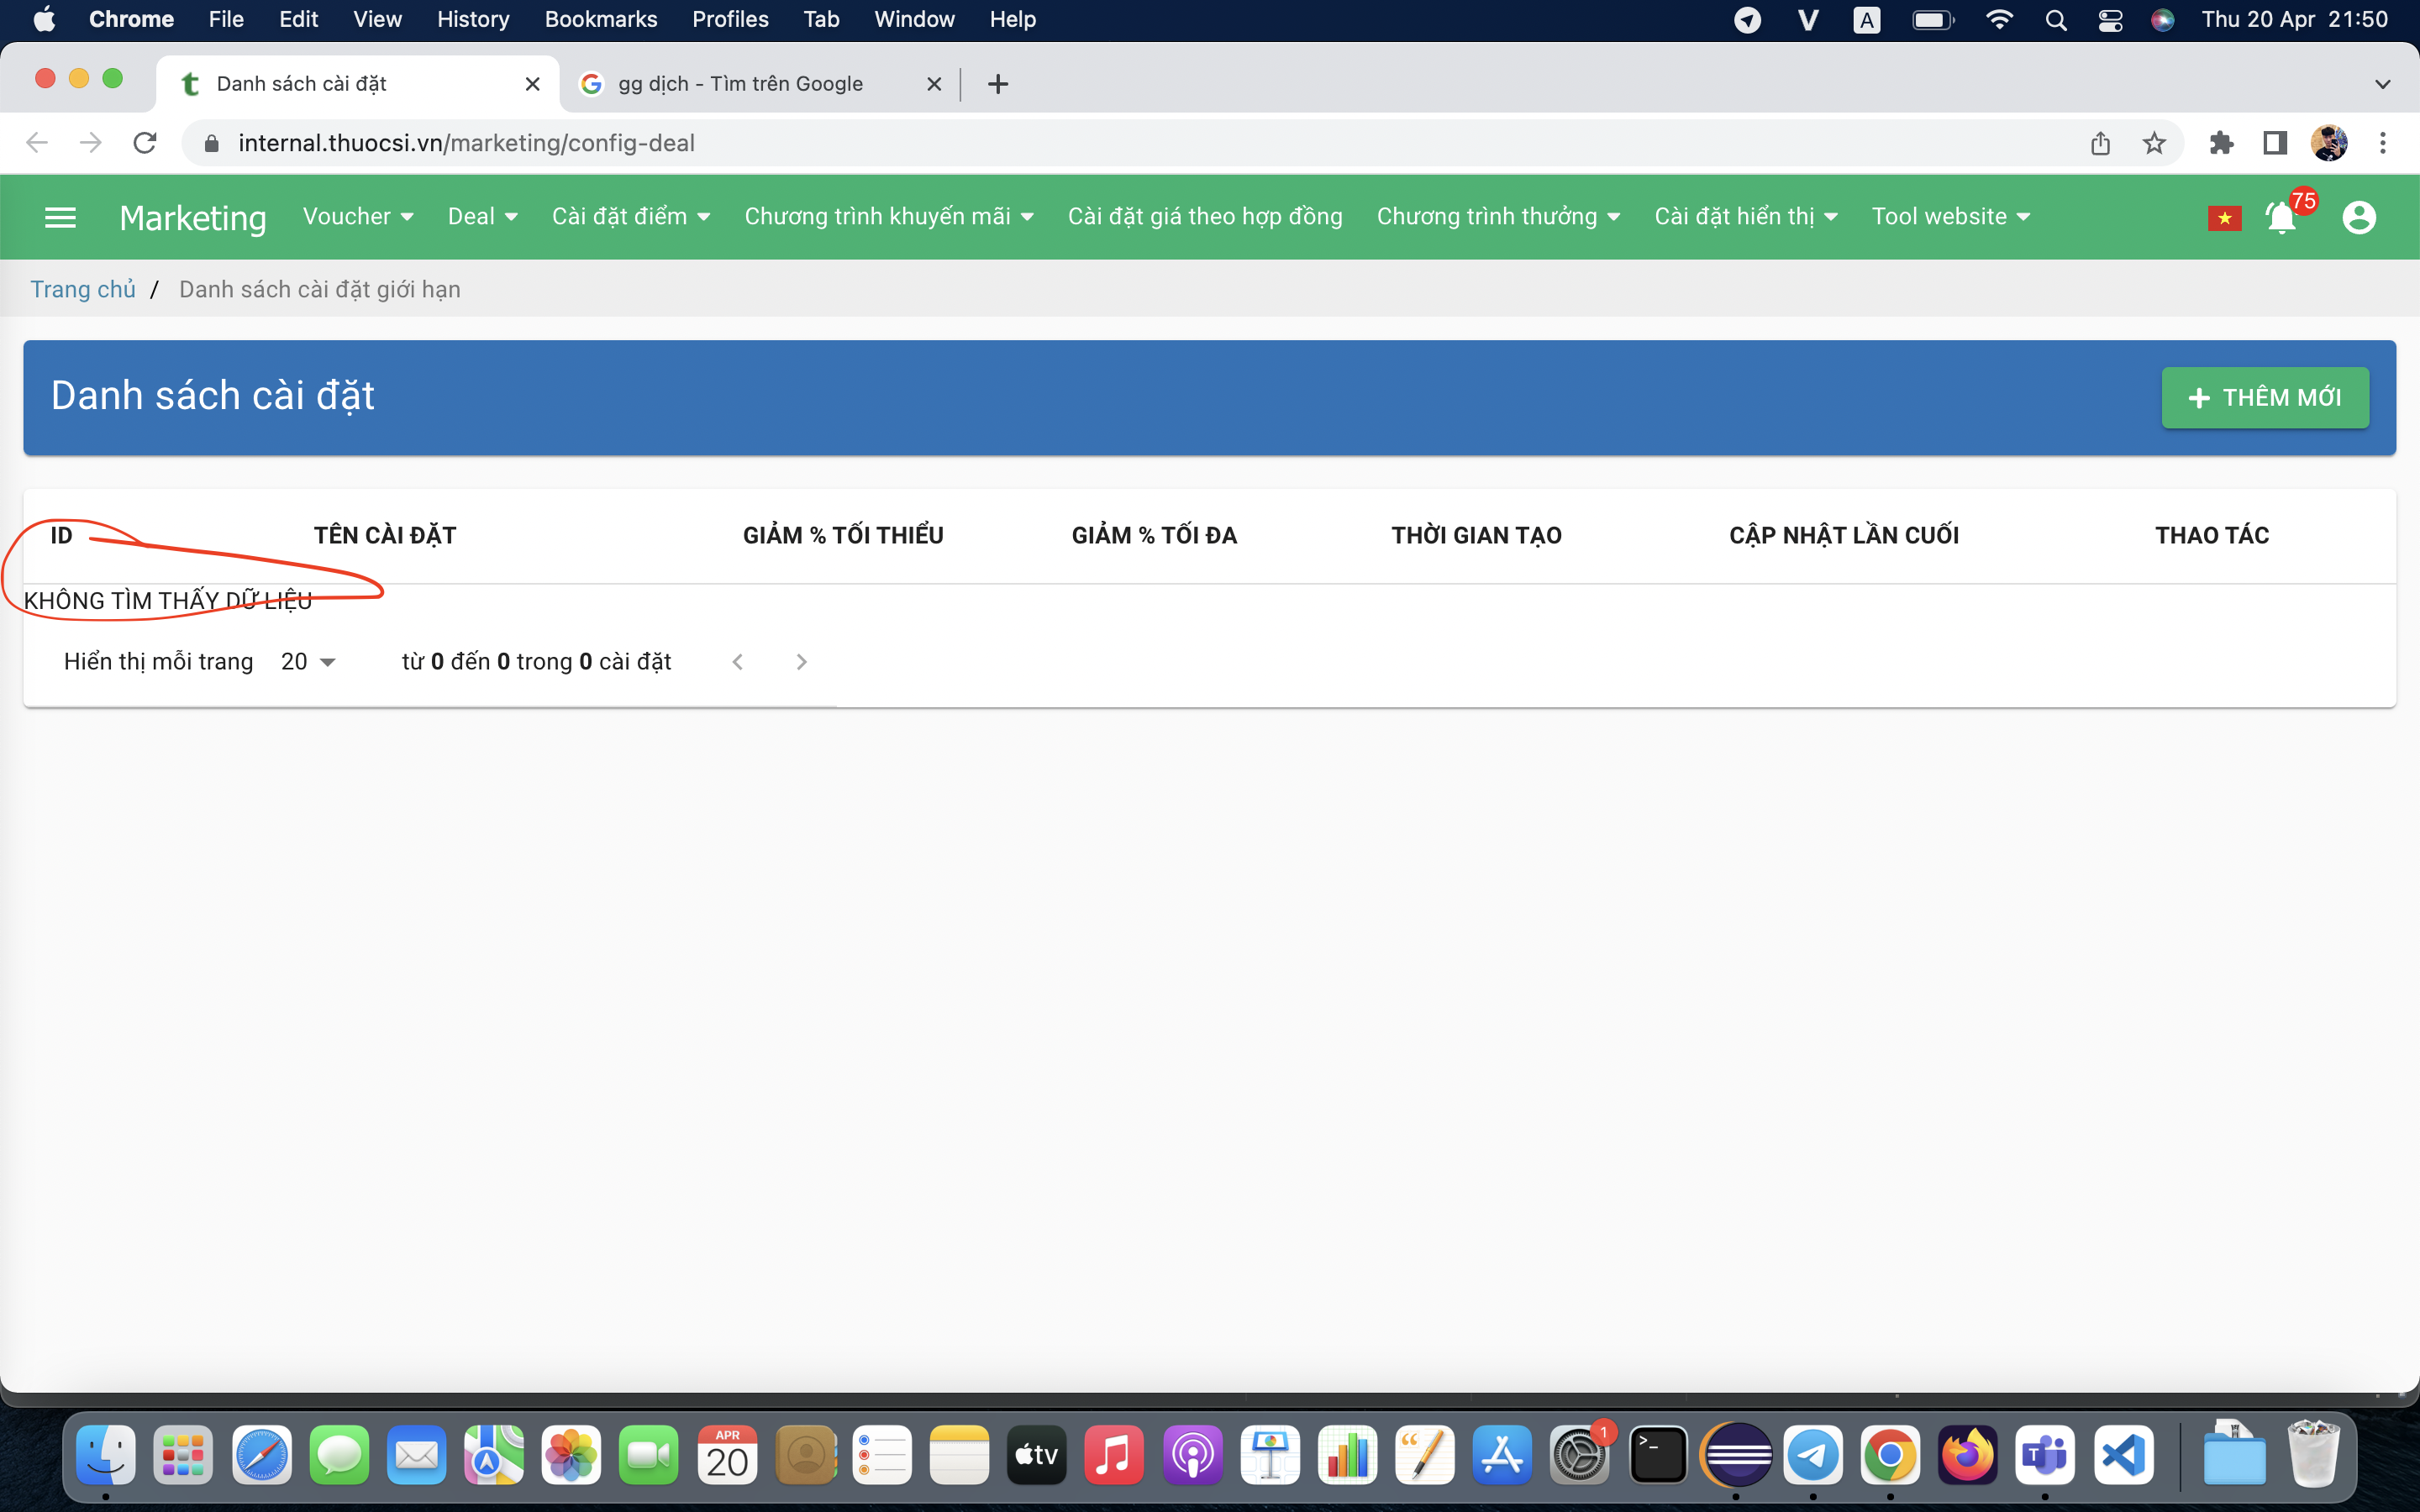 Chrome File Edit View History Bookmarks Profiles Tab Window Help V A Thu 20 Apr 21:50
Danh sách cài đặt gg dịch - Tìm trên Google
internal.thuocsi.vn/marketing/config-deal
Marketing Voucher Deal Cài đặt điểm Chương trình khuyến mãi Cài đặt giá theo hợp đồng Chương trình thưởng Cài đặt hiển thị Tool website 75
Trang chủ / Danh sách cài đặt giới hạn
Danh sách cài đặt + THÊM MỚI
ID TÊN CÀI ĐẶT GIẢM % TỐI THIỂU GIẢM % TỐI ĐA THỜI GIAN TẠO CẬP NHẬT LẦN CUỐI THAO TÁC
KHÔNG TÌM THẤY DỮ LIỆU
Hiển thị mỗi trang 20 từ 0 đến 0 trong 0 cài đặt
APR
20 tv 1